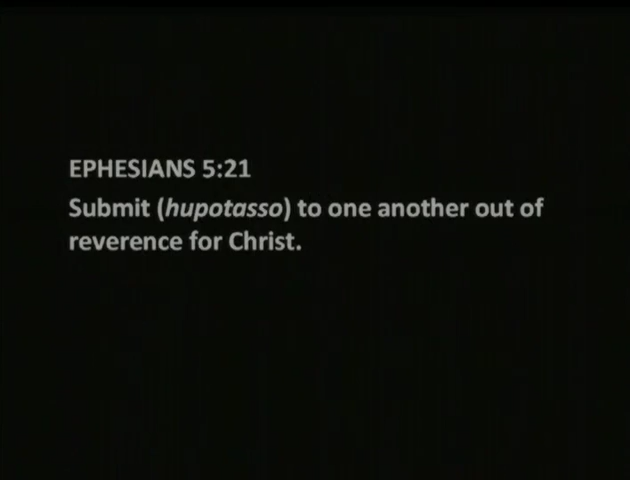 EPHESIANS 5:21
Submit (hupotasso) to one another out of
reverence for Christ.